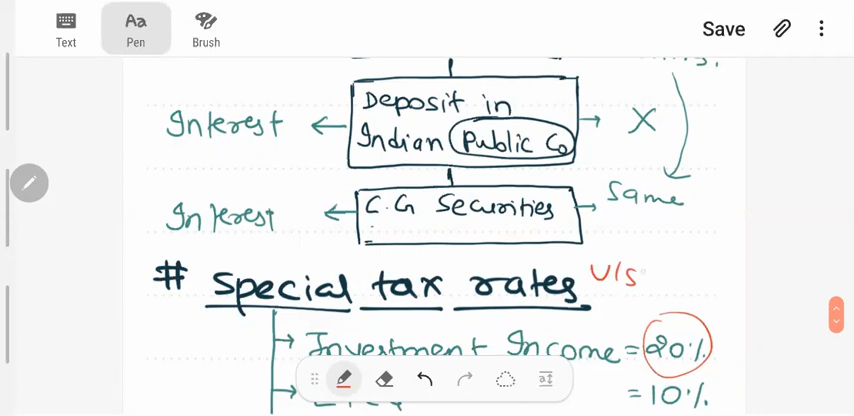 Text
Aa
Pen
Brush
Save
Deposit in
Interest ← Indian Public Co → X
Interest ← C.G Securities → Same
# Special tax rates U/S
→ Investment Income = 20%
→ = 10%